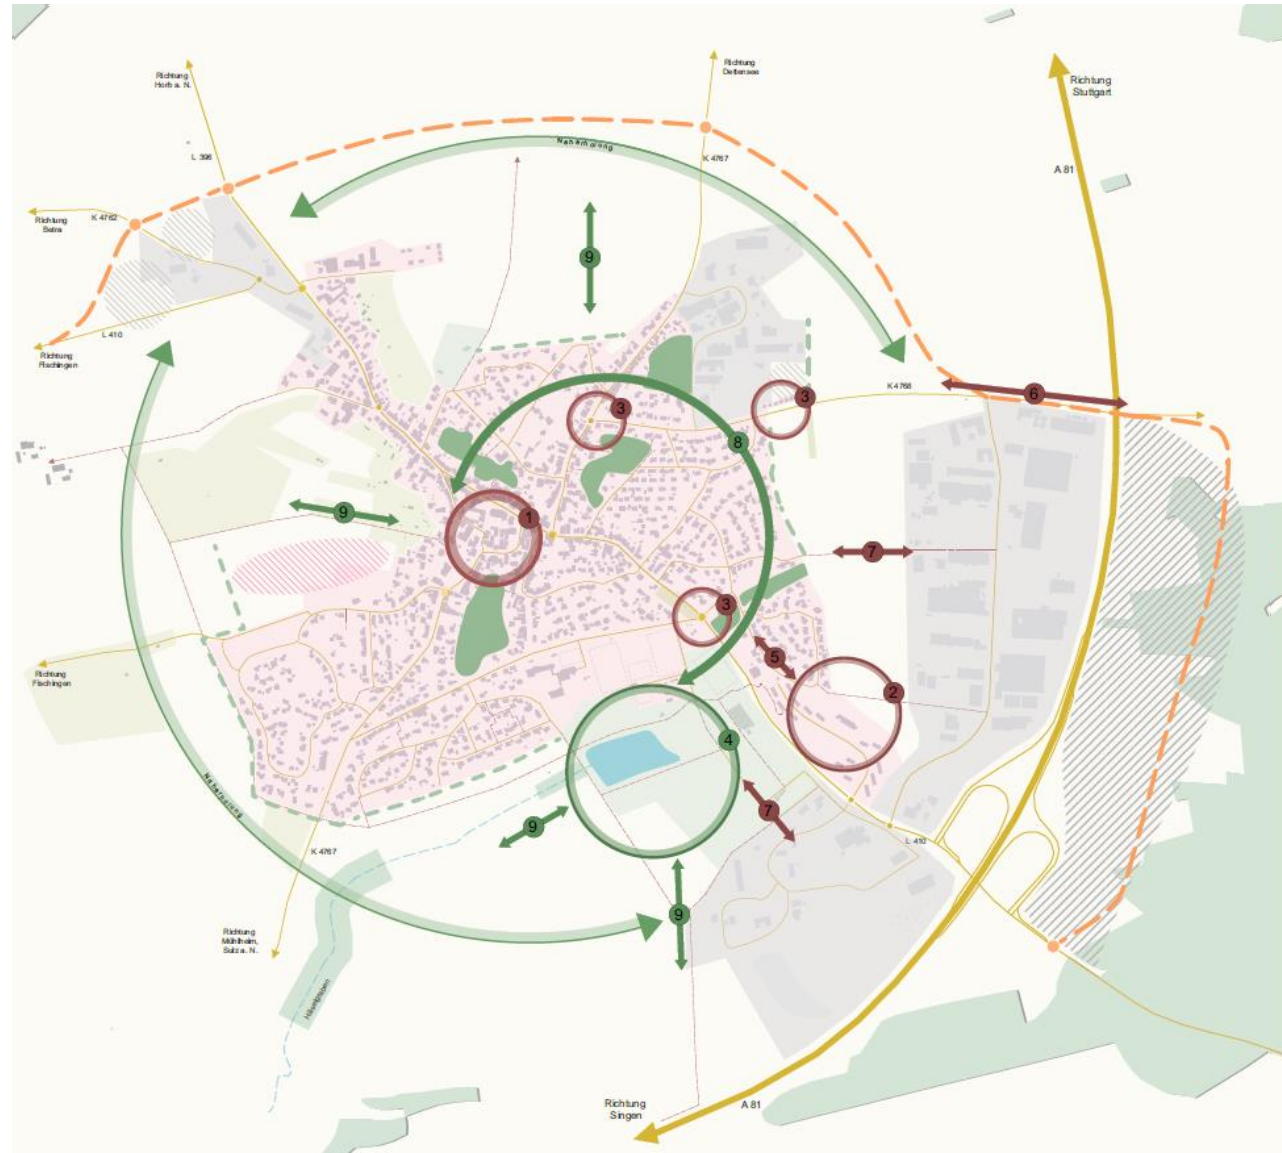 Richtung
Dettensee
Richtung
Horb a. N.
Richtung
Stuttgart
Naherholung
L 396
K 4767
A 81
K 4762
Richtung
Betra
9
L 410
Richtung
Fischingen
K 4768
6
3
3
8
1
9
7
3
5
Richtung
Fischingen
2
4
Naherholung
7
9
L 410
K 4767
9
Richtung
Mühlheim,
Sulz a. N.
Richtung
Singen
A 81